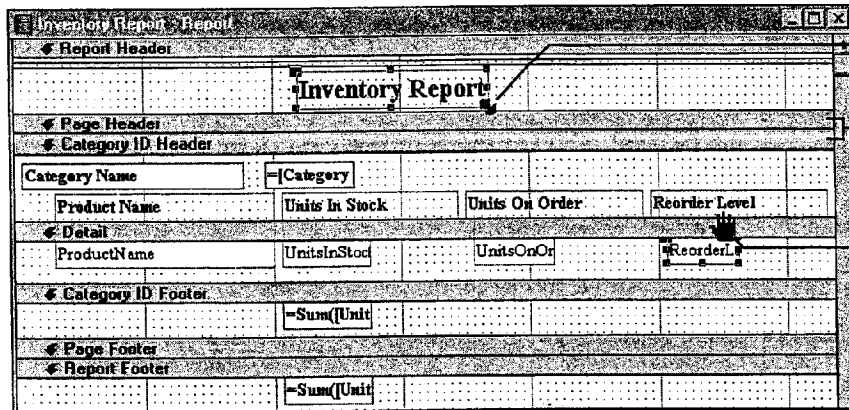 Inventory Report - Report
Report Header
Inventory Report
Page Header
Category ID Header
Category Name =[Category
Product Name Units In Stock Units On Order Reorder Level
Detail
ProductName UnitsInStoc UnitsOnOr ReorderLe
Category ID Footer
=Sum([Unit
Page Footer
Report Footer
=Sum([Unit